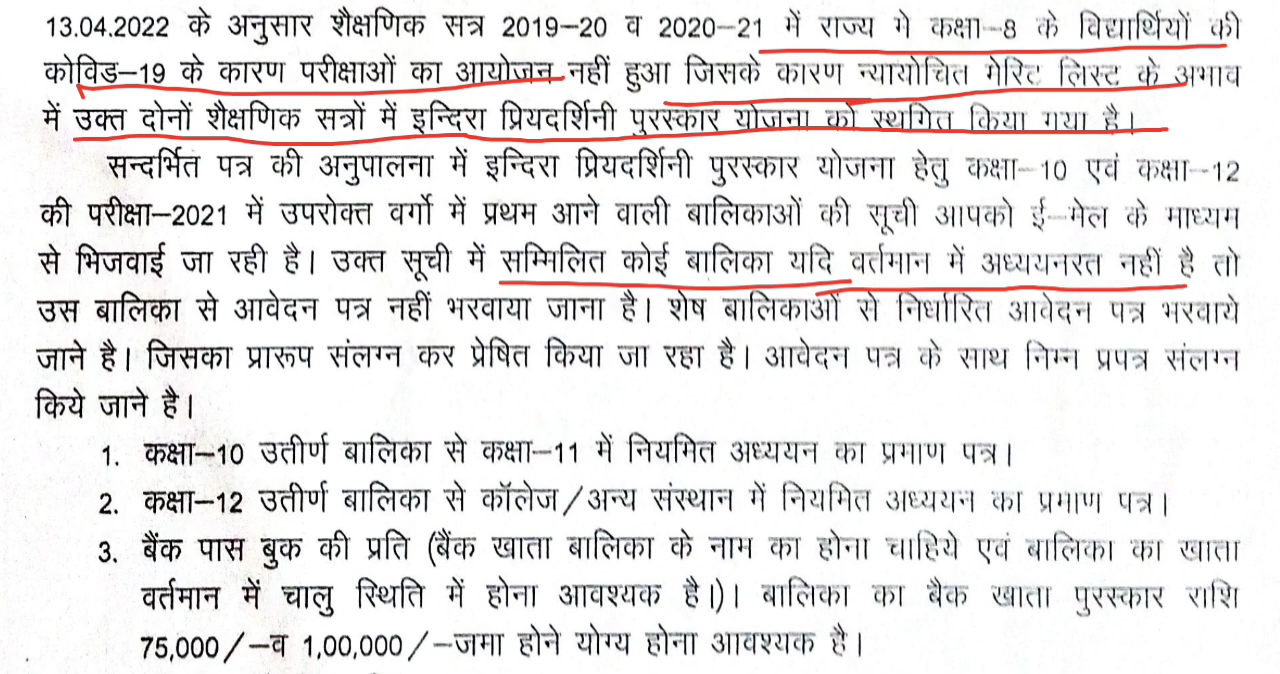 13.04.2022 के अनुसार शैक्षणिक सत्र 2019–20 व 2020–21 में राज्य मे कक्षा–8 के विद्यार्थियों की
कोविड–19 के कारण परीक्षाओं का आयोजन नहीं हुआ जिसके कारण न्यायोचित मेरिट लिस्ट के अभाव
में उक्त दोनों शैक्षणिक सत्रों में इन्दिरा प्रियदर्शिनी पुरस्कार योजना को स्थगित किया गया है।
सन्दर्भित पत्र की अनुपालना में इन्दिरा प्रियदर्शिनी पुरस्कार योजना हेतु कक्षा–10 एवं कक्षा–12
की परीक्षा–2021 में उपरोक्त वर्गो में प्रथम आने वाली बालिकाओं की सूची आपको ई–मेल के माध्यम
से भिजवाई जा रही है। उक्त सूची में सम्मिलित कोई बालिका यदि वर्तमान में अध्ययनरत नहीं है तो
उस बालिका से आवेदन पत्र नहीं भरवाया जाना है। शेष बालिकाओं से निर्धारित आवेदन पत्र भरवाये
जाने है। जिसका प्रारूप संलग्न कर प्रेषित किया जा रहा है। आवेदन पत्र के साथ निम्न प्रपत्र संलग्न
किये जाने है।
1. कक्षा–10 उतीर्ण बालिका से कक्षा–11 में नियमित अध्ययन का प्रमाण पत्र।
2. कक्षा–12 उतीर्ण बालिका से कॉलेज/अन्य संस्थान में नियमित अध्ययन का प्रमाण पत्र।
3. बैंक पास बुक की प्रति (बैंक खाता बालिका के नाम का होना चाहिये एवं बालिका का खाता
वर्तमान में चालु स्थिति में होना आवश्यक है।)। बालिका का बैक खाता पुरस्कार राशि
75,000/–व 1,00,000/–जमा होने योग्य होना आवश्यक है।